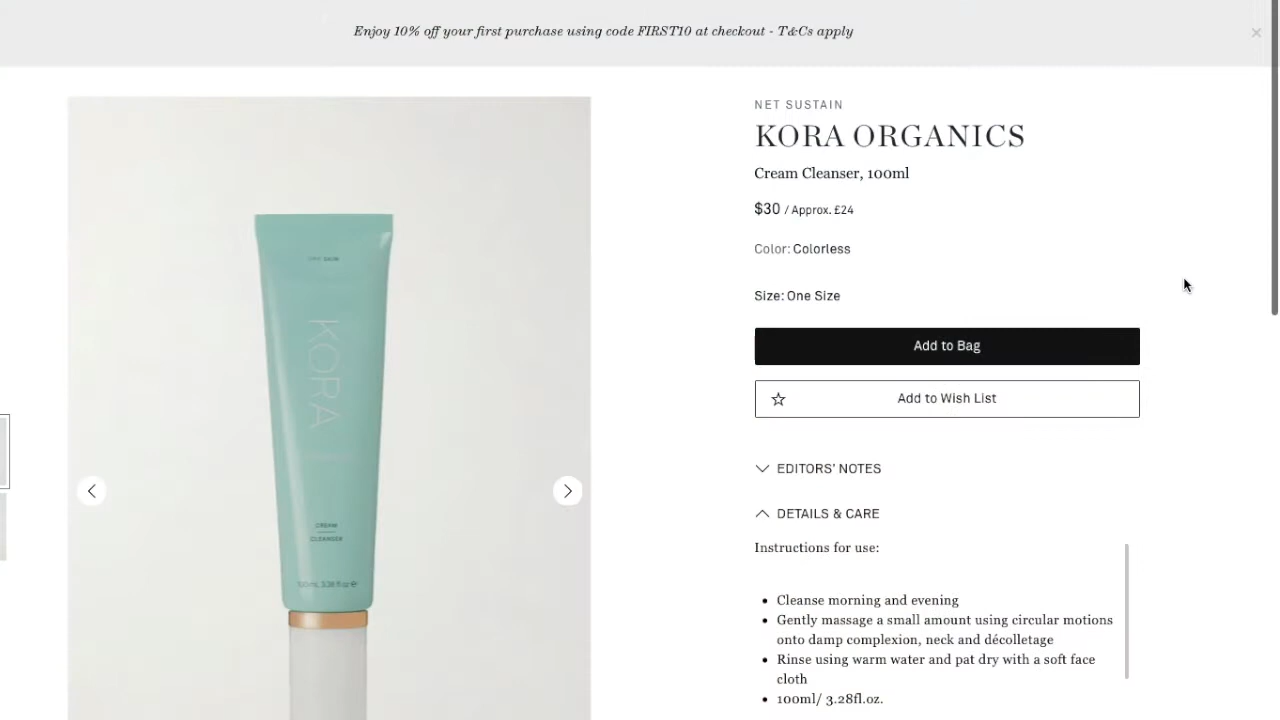 Enjoy 10% off your first purchase using code FIRST10 at checkout - T&Cs apply
NET SUSTAIN
KORA ORGANICS
Cream Cleanser, 100ml
$30 / Approx. £24
Color: Colorless
Size: One Size
Add to Bag
Add to Wish List
EDITORS' NOTES
DETAILS & CARE
Instructions for use:
• Cleanse morning and evening
• Gently massage a small amount using circular motions
onto damp complexion, neck and décolletage
• Rinse using warm water and pat dry with a soft face
cloth
• 100ml/ 3.28fl.oz.
SKIN
KORA
CREAM
CLEANSER